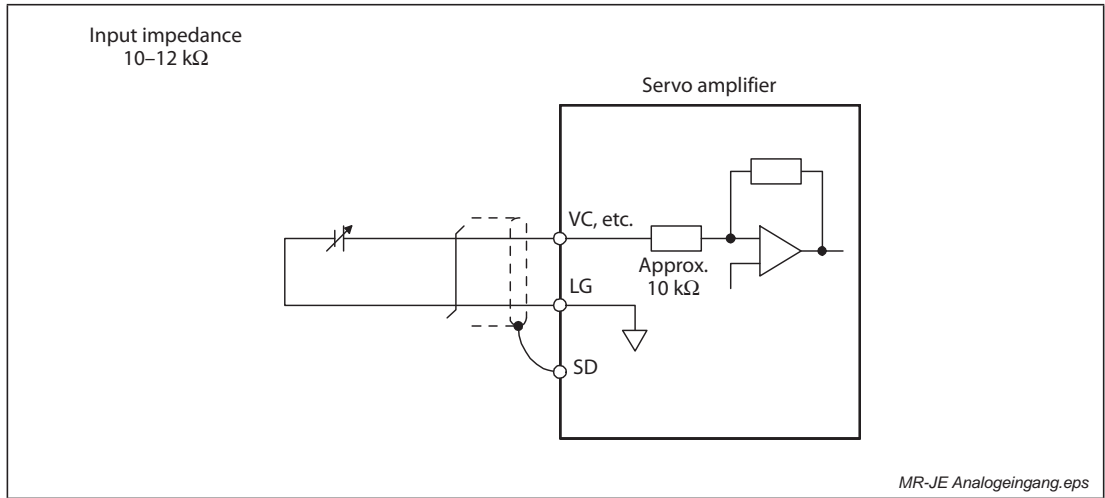 Input impedance
10–12 kΩ
Servo amplifier
VC, etc.
Approx.
10 kΩ
LG
SD
MR-JE Analogeingang.eps